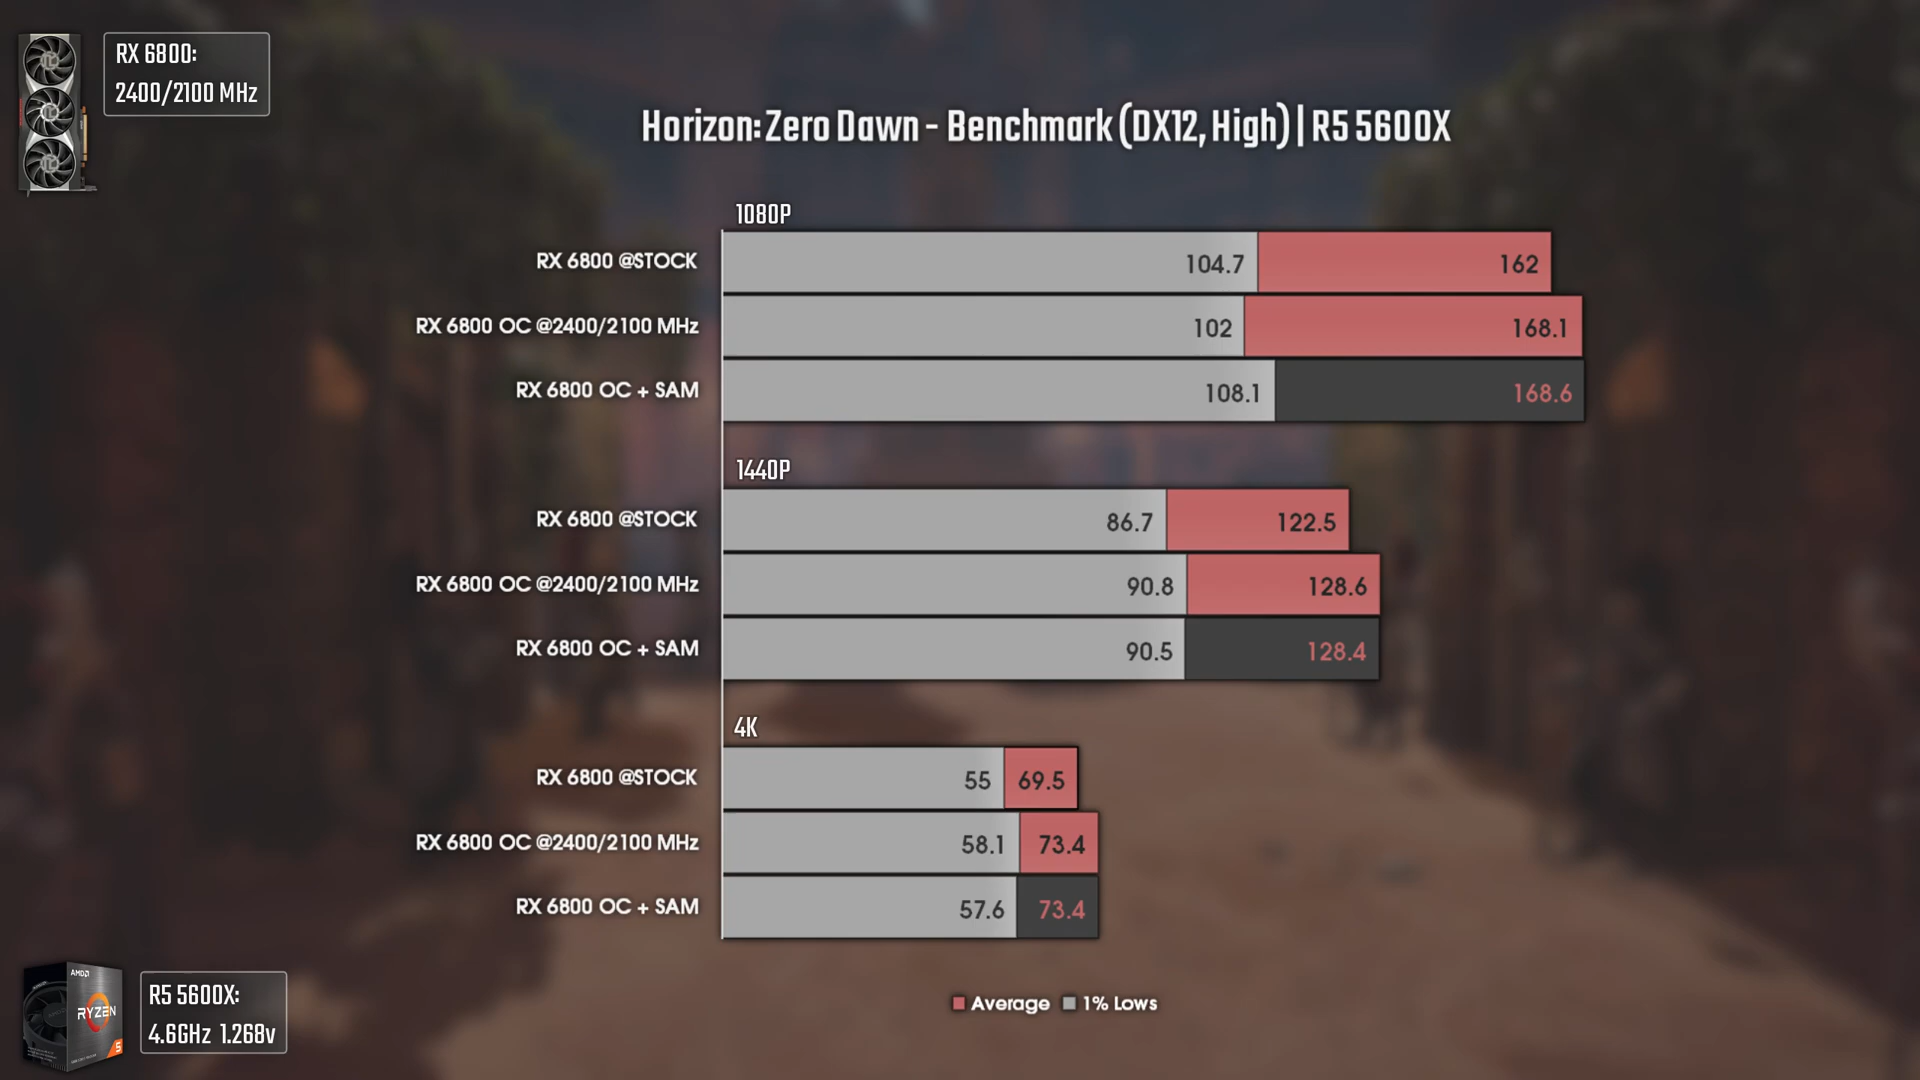 RX 6800:
2400/2100 MHz
Horizon: Zero Dawn - Benchmark (DX12, High) | R5 5600X
1080P
RX 6800 @STOCK 104.7 162
RX 6800 OC @2400/2100 MHz 102 168.1
RX 6800 OC + SAM 108.1 168.6
1440P
RX 6800 @STOCK 86.7 122.5
RX 6800 OC @2400/2100 MHz 90.8 128.6
RX 6800 OC + SAM 90.5 128.4
4K
RX 6800 @STOCK 55 69.5
RX 6800 OC @2400/2100 MHz 58.1 73.4
RX 6800 OC + SAM 57.6 73.4
Average 1% Lows
AMD
RYZEN
5
R5 5600X:
4.6GHz 1.268v